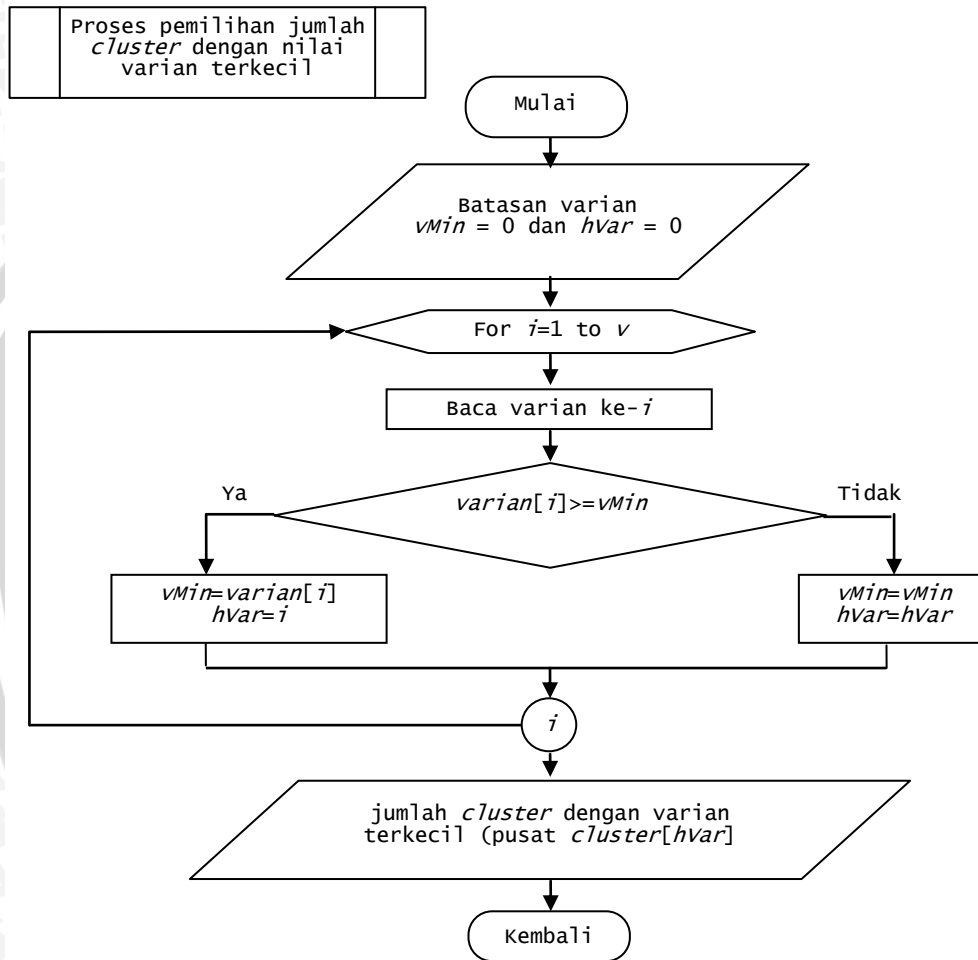 Proses pemilihan jumlah
cluster dengan nilai
varian terkecil
Mulai
Batasan varian
vMin = 0 dan hVar = 0
For i=1 to v
Baca varian ke-i
varian[i]>=vMin
Ya
Tidak
vMin=varian[i]
hVar=i
vMin=vMin
hVar=hVar
i
jumlah cluster dengan varian
terkecil (pusat cluster[hVar]
Kembali